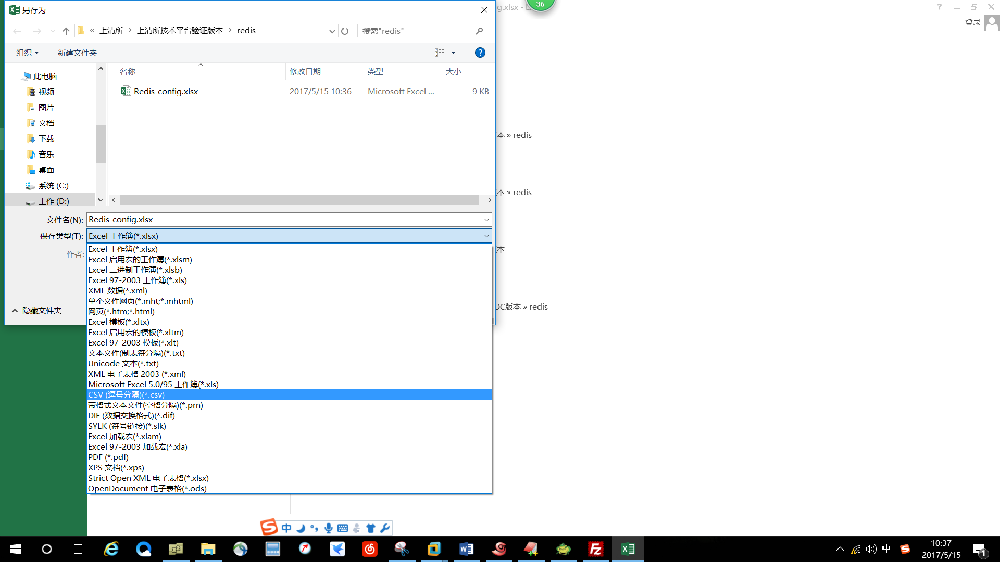 另存为
36
ig.xlsx - E
登录
« 上清所 › 上清所技术平台验证版本 › redis
搜索"redis"
组织
新建文件夹
名称
修改日期
类型
大小
此电脑
视频
图片
文档
下载
音乐
桌面
系统 (C:)
工作 (D:)
Redis-config.xlsx
2017/5/15 10:36
Microsoft Excel ...
9 KB
本 » redis
本 » redis
本
OC版本 » redis
文件名(N):
Redis-config.xlsx
保存类型(T):
Excel 工作簿(*.xlsx)
作者:
隐藏文件夹
Excel 工作簿(*.xlsx)
Excel 启用宏的工作簿(*.xlsm)
Excel 二进制工作簿(*.xlsb)
Excel 97-2003 工作簿(*.xls)
XML 数据(*.xml)
单个文件网页(*.mht;*.mhtml)
网页(*.htm;*.html)
Excel 模板(*.xltx)
Excel 启用宏的模板(*.xltm)
Excel 97-2003 模板(*.xlt)
文本文件(制表符分隔)(*.txt)
Unicode 文本(*.txt)
XML 电子表格 2003 (*.xml)
Microsoft Excel 5.0/95 工作簿(*.xls)
CSV (逗号分隔)(*.csv)
带格式文本文件(空格分隔)(*.prn)
DIF (数据交换格式)(*.dif)
SYLK (符号链接)(*.slk)
Excel 加载宏(*.xlam)
Excel 97-2003 加载宏(*.xla)
PDF (*.pdf)
XPS 文档(*.xps)
Strict Open XML 电子表格(*.xlsx)
OpenDocument 电子表格(*.ods)
中
中
10:37
2017/5/15
1